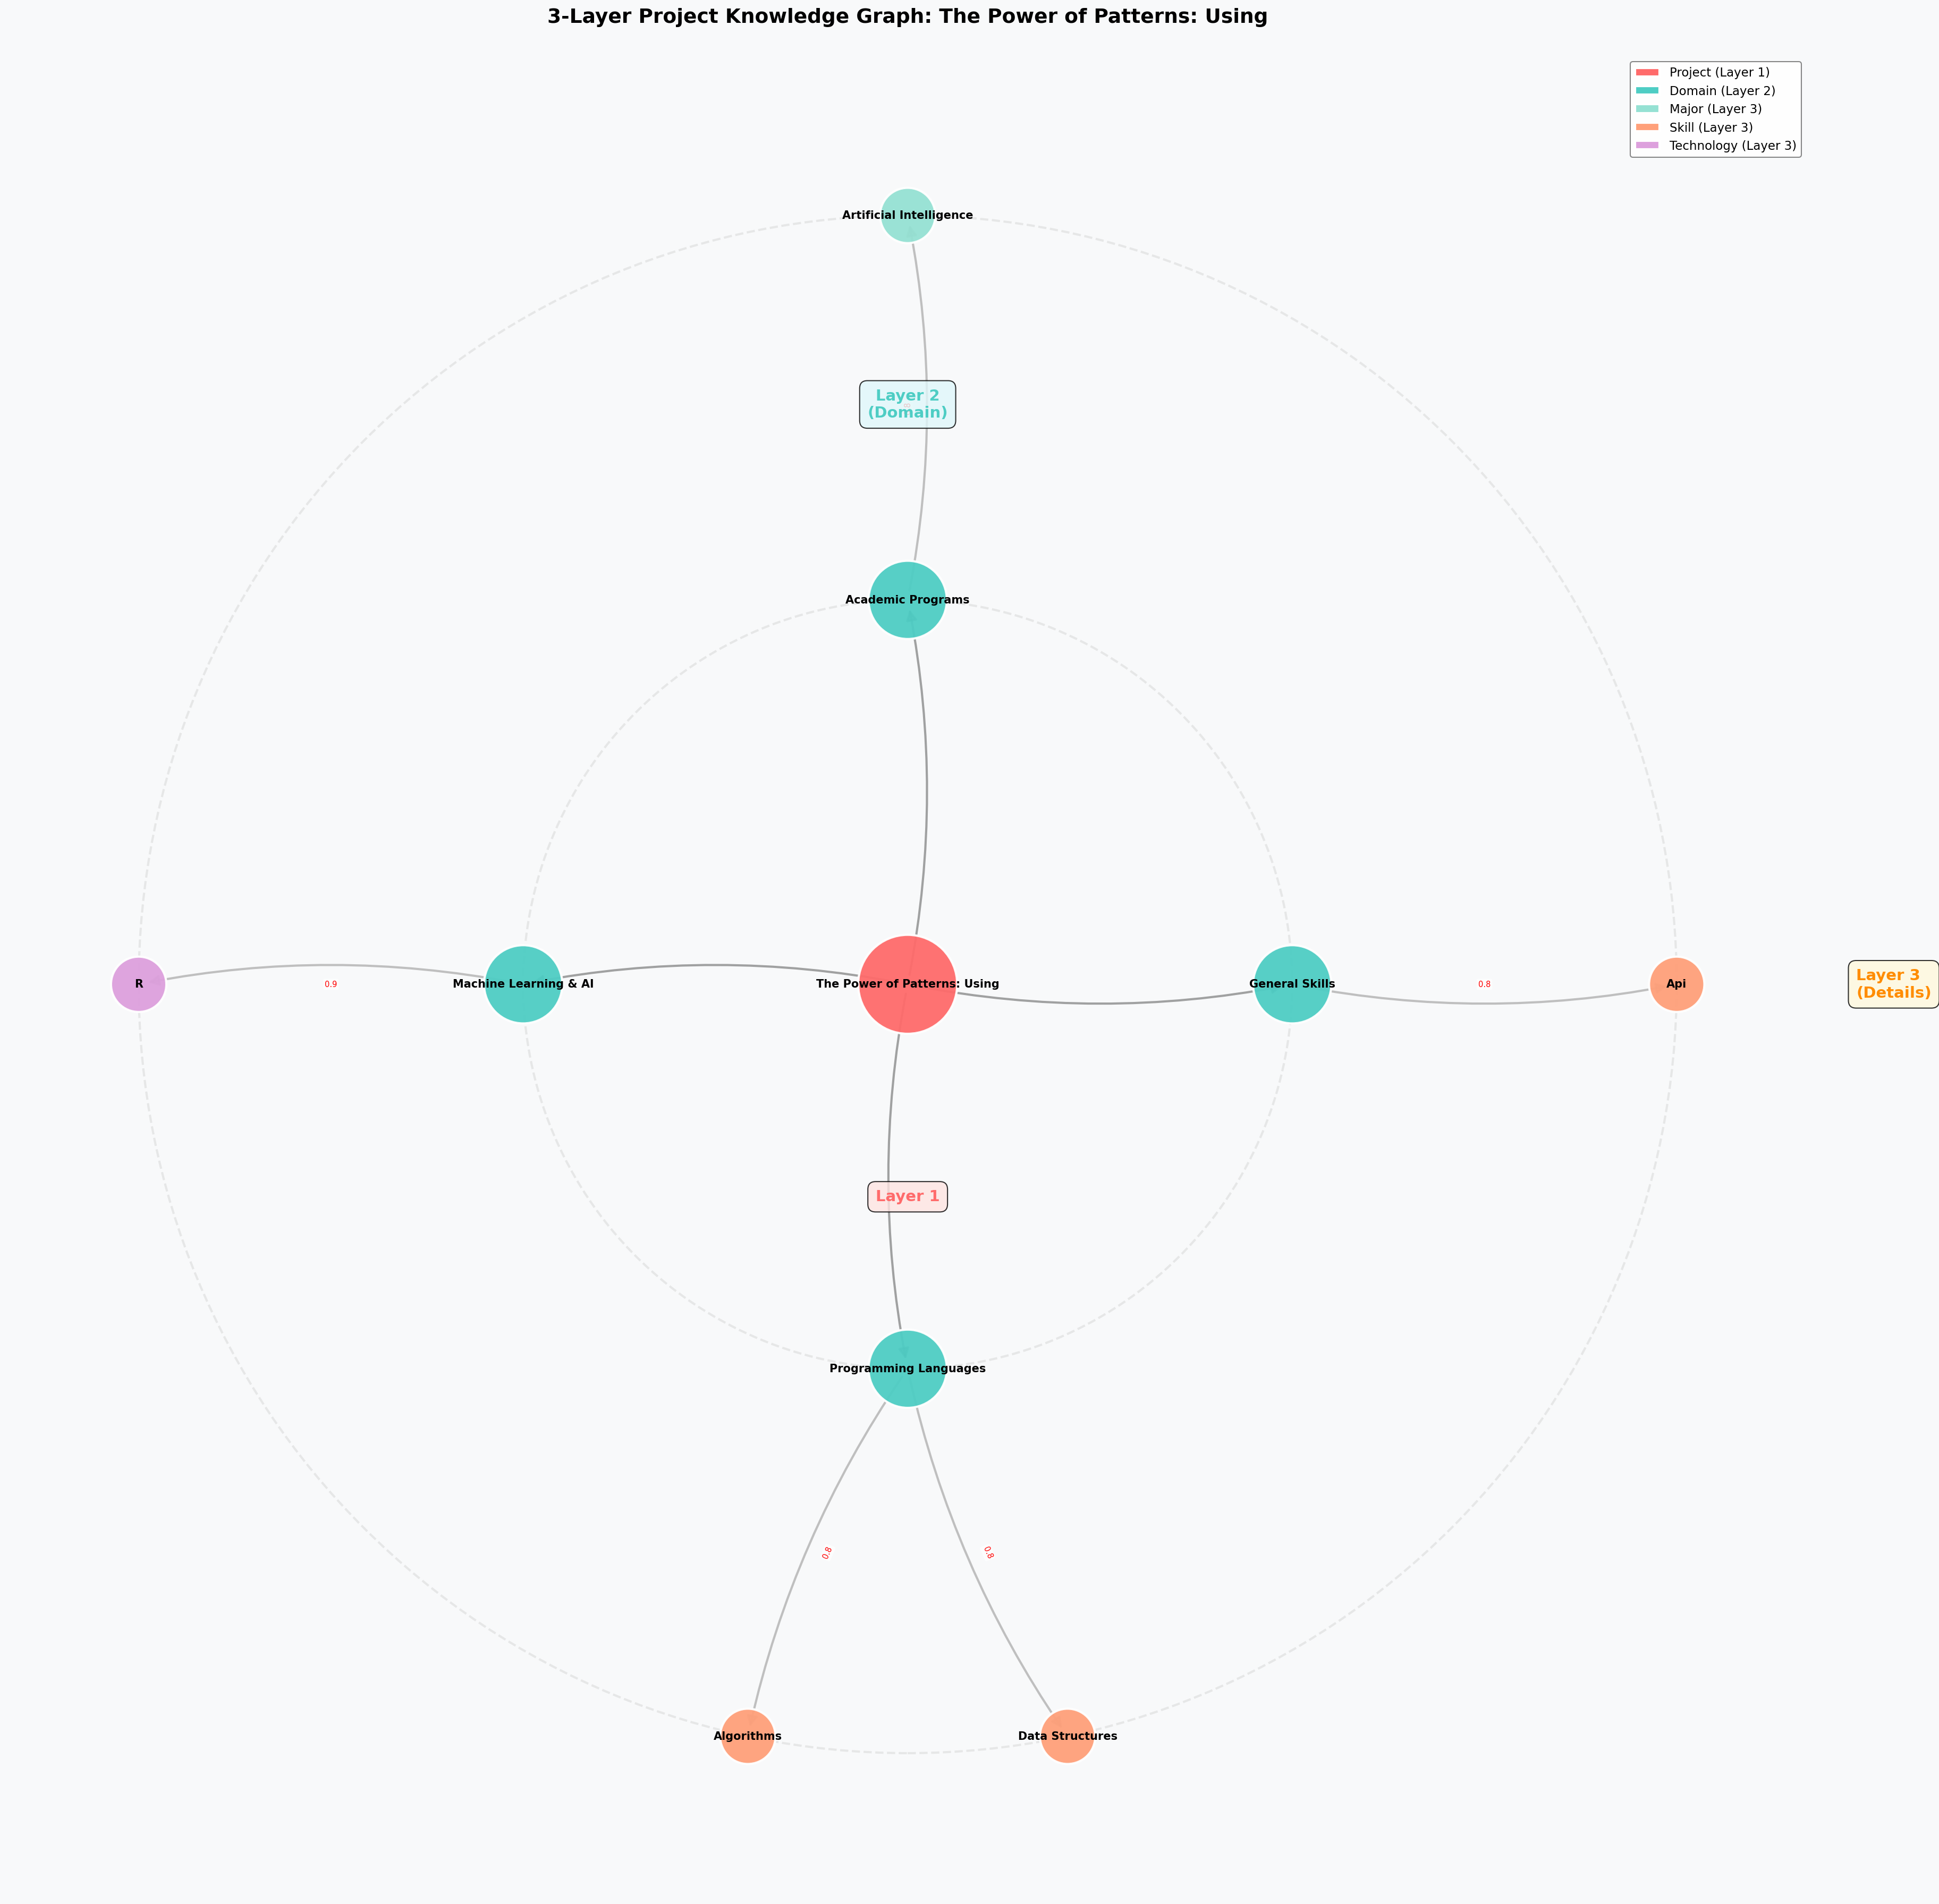 3-Layer Project Knowledge Graph: The Power of Patterns: Using
Project (Layer 1)
Domain (Layer 2)
Major (Layer 3)
Skill (Layer 3)
Technology (Layer 3)
Artificial Intelligence
Layer 2
(Domain)
Academic Programs
R
0.9
Machine Learning & AI
The Power of Patterns: Using
General Skills
0.8
Api
Layer 3
(Details)
Layer 1
Programming Languages
0.8
0.8
Algorithms
Data Structures